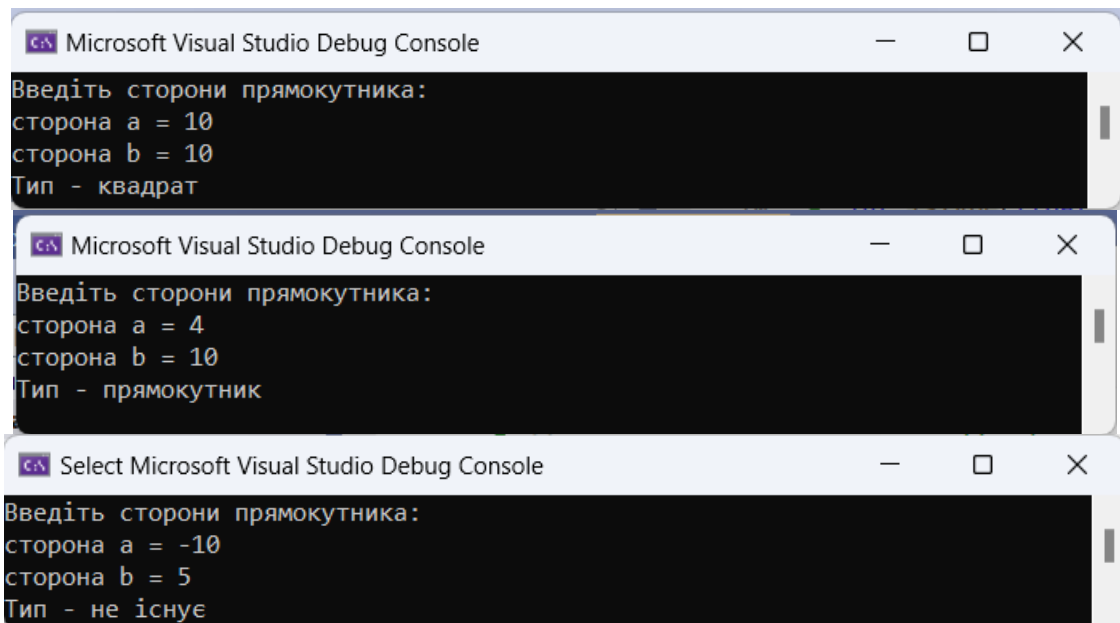 Microsoft Visual Studio Debug Console
Введіть сторони прямокутника:
сторона a = 10
сторона b = 10
Тип - квадрат
Microsoft Visual Studio Debug Console
Введіть сторони прямокутника:
сторона a = 4
сторона b = 10
Тип - прямокутник
Select Microsoft Visual Studio Debug Console
Введіть сторони прямокутника:
сторона a = -10
сторона b = 5
Тип - не існує